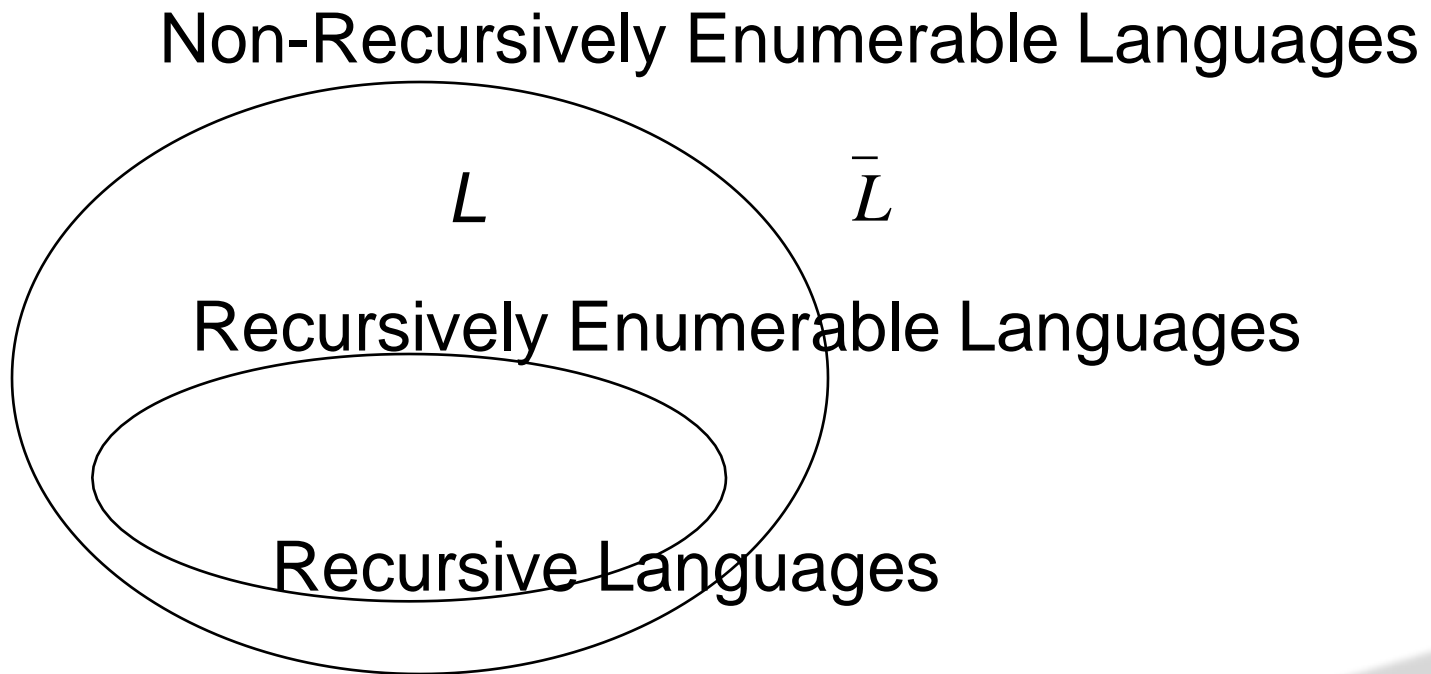 Non-Recursively Enumerable Languages
L L̄
Recursively Enumerable Languages
Recursive Languages